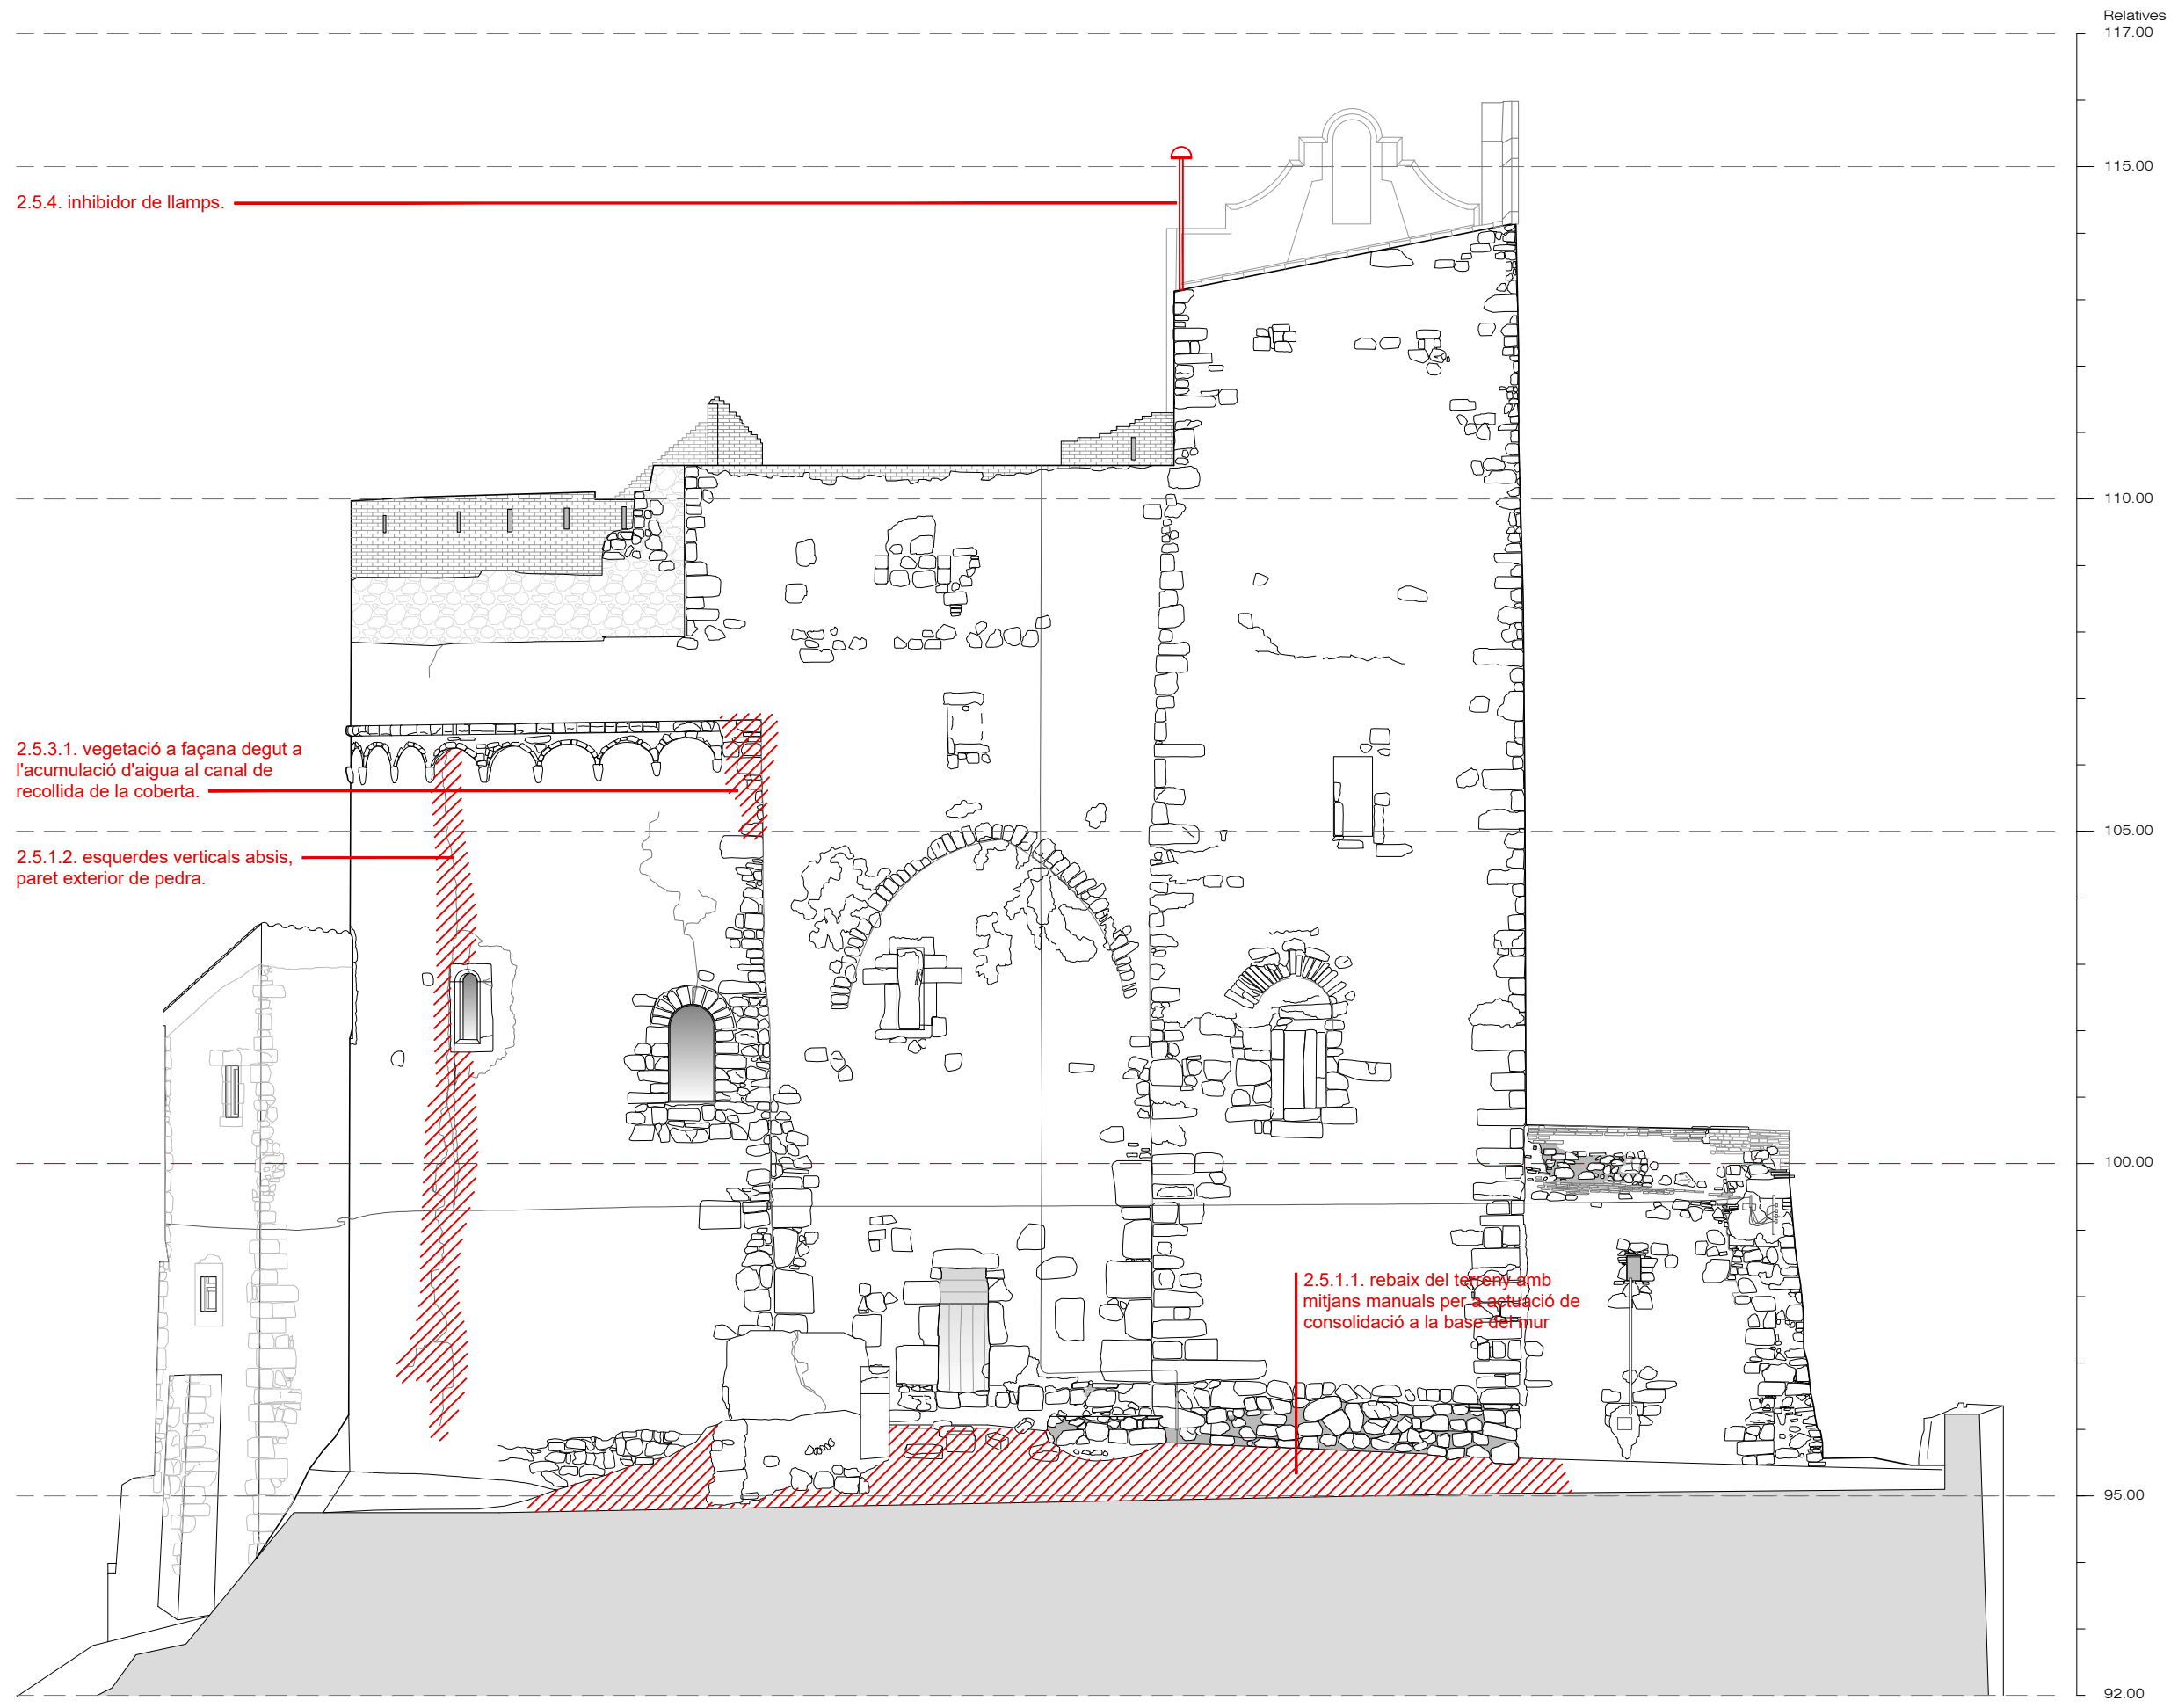 Relatives
117.00
115.00
2.5.4. inhibidor de llamps.
110.00
2.5.3.1. vegetació a façana degut a
l'acumulació d'aigua al canal de
recollida de la coberta.
105.00
2.5.1.2. esquerdes verticals absis,
paret exterior de pedra.
100.00
2.5.1.1. rebaix del terreny amb
mitjans manuals per a actuació de
consolidació a la base del mur
95.00
92.00